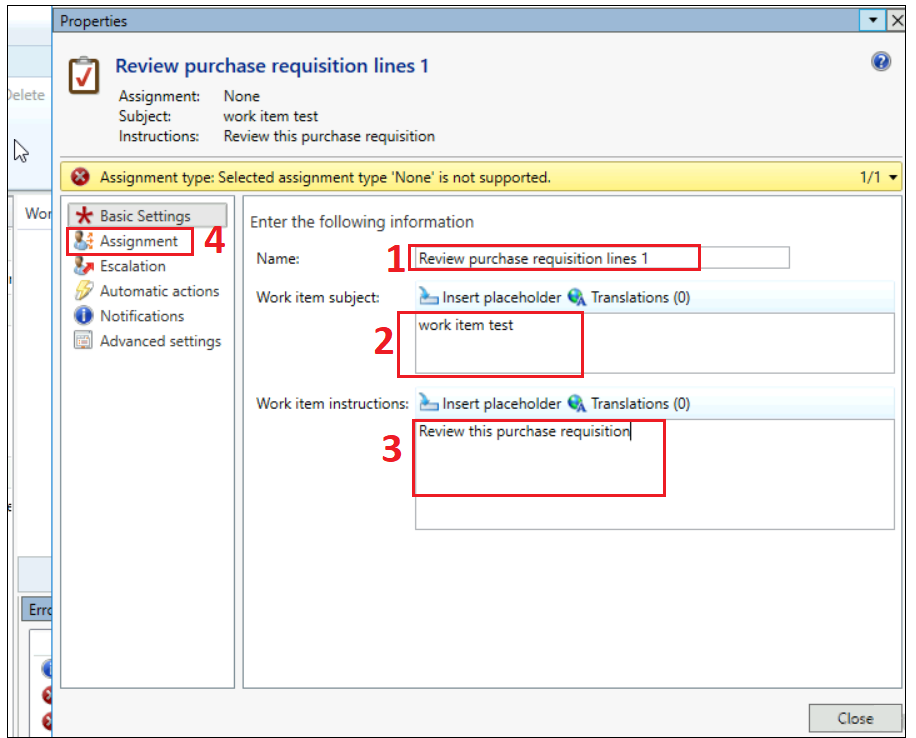 Properties
Review purchase requisition lines 1
Assignment: None
Subject: work item test
Instructions: Review this purchase requisition
Delete
Assignment type: Selected assignment type 'None' is not supported. 1/1
Wor
Basic Settings
Assignment
4
Escalation
Automatic actions
Notifications
Advanced settings
Enter the following information
Name: 1 Review purchase requisition lines 1
Work item subject: Insert placeholder Translations (0)
2 work item test
Work item instructions: Insert placeholder Translations (0)
Review this purchase requisition
3
Erro
Close